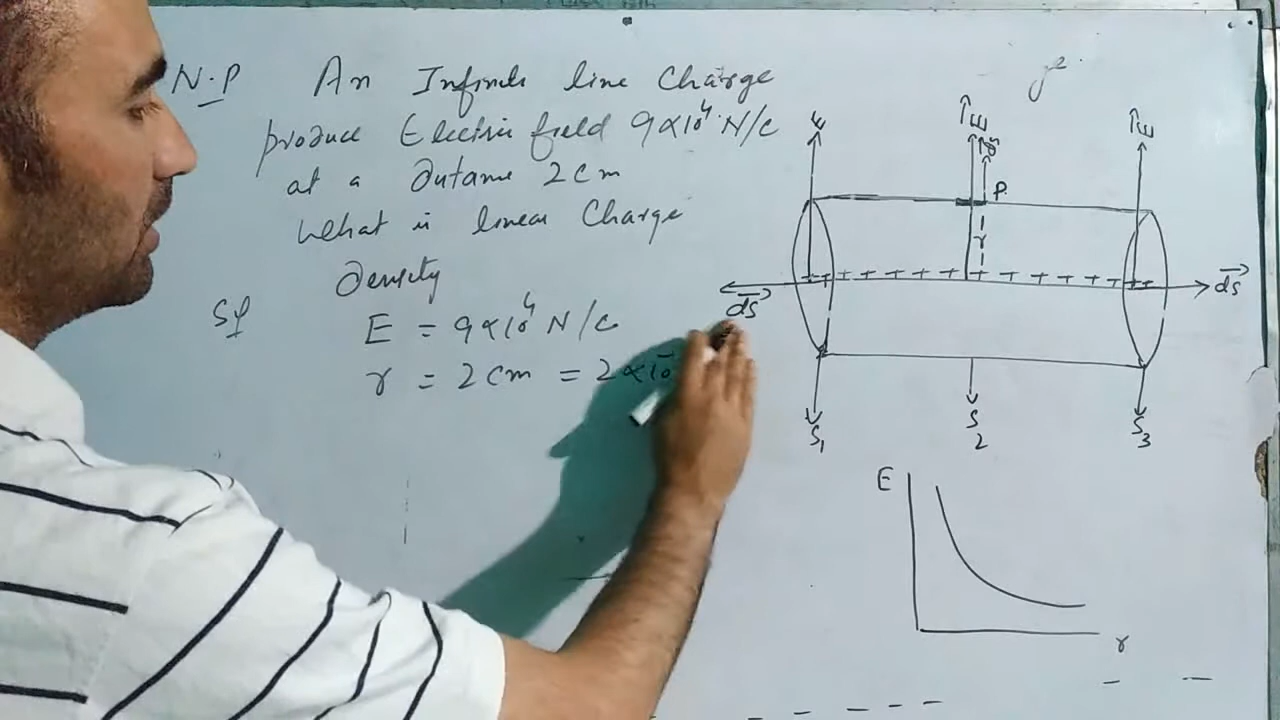 N.P An Infinite line Charge
produce Electric field 9×10⁴ N/C
at a distance 2cm
What is linear Charge
density
Sol
E = 9×10⁴ N/C
r = 2cm = 2×10⁻
E
E
E
P
r
ds
ds
S1
S2
S3
E
r